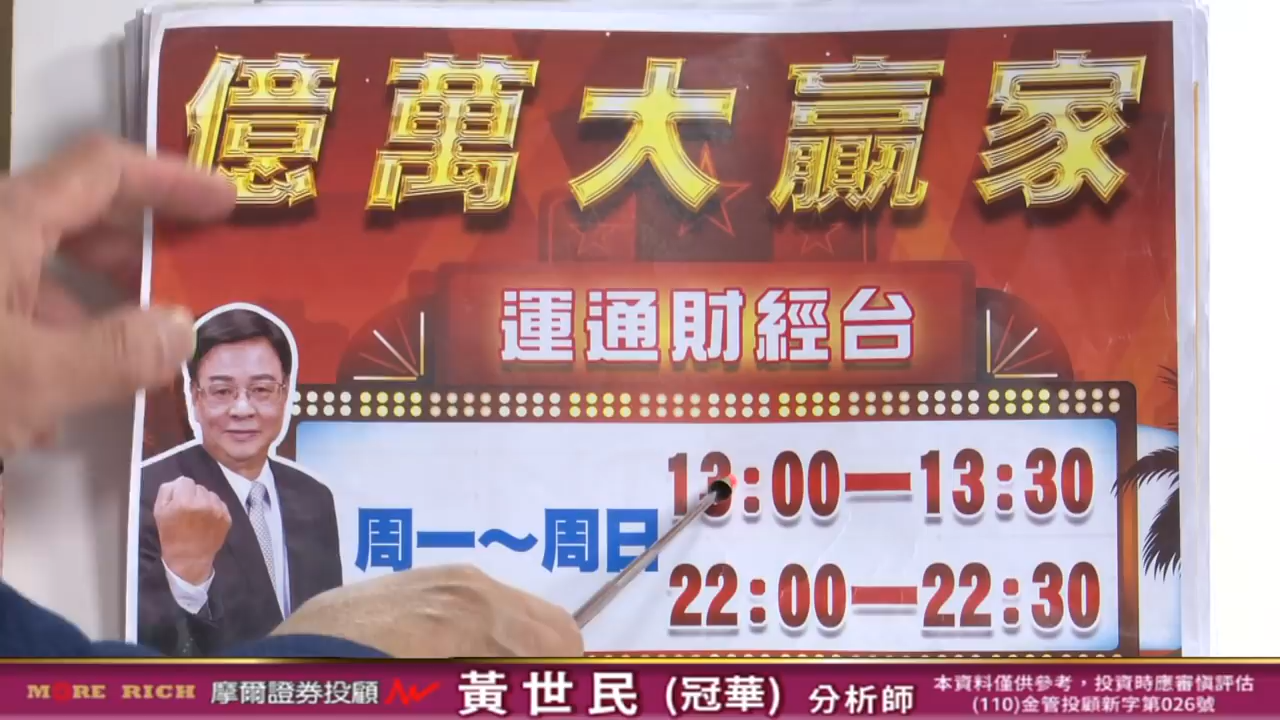 億萬大贏家
運通財經台
周一～周日
13:00—13:30
22:00—22:30
MORE RICH 摩爾證券投顧 黃世民(冠華) 分析師
本資料僅供參考，投資時應審慎評估
(110)金管投顧新字第026號